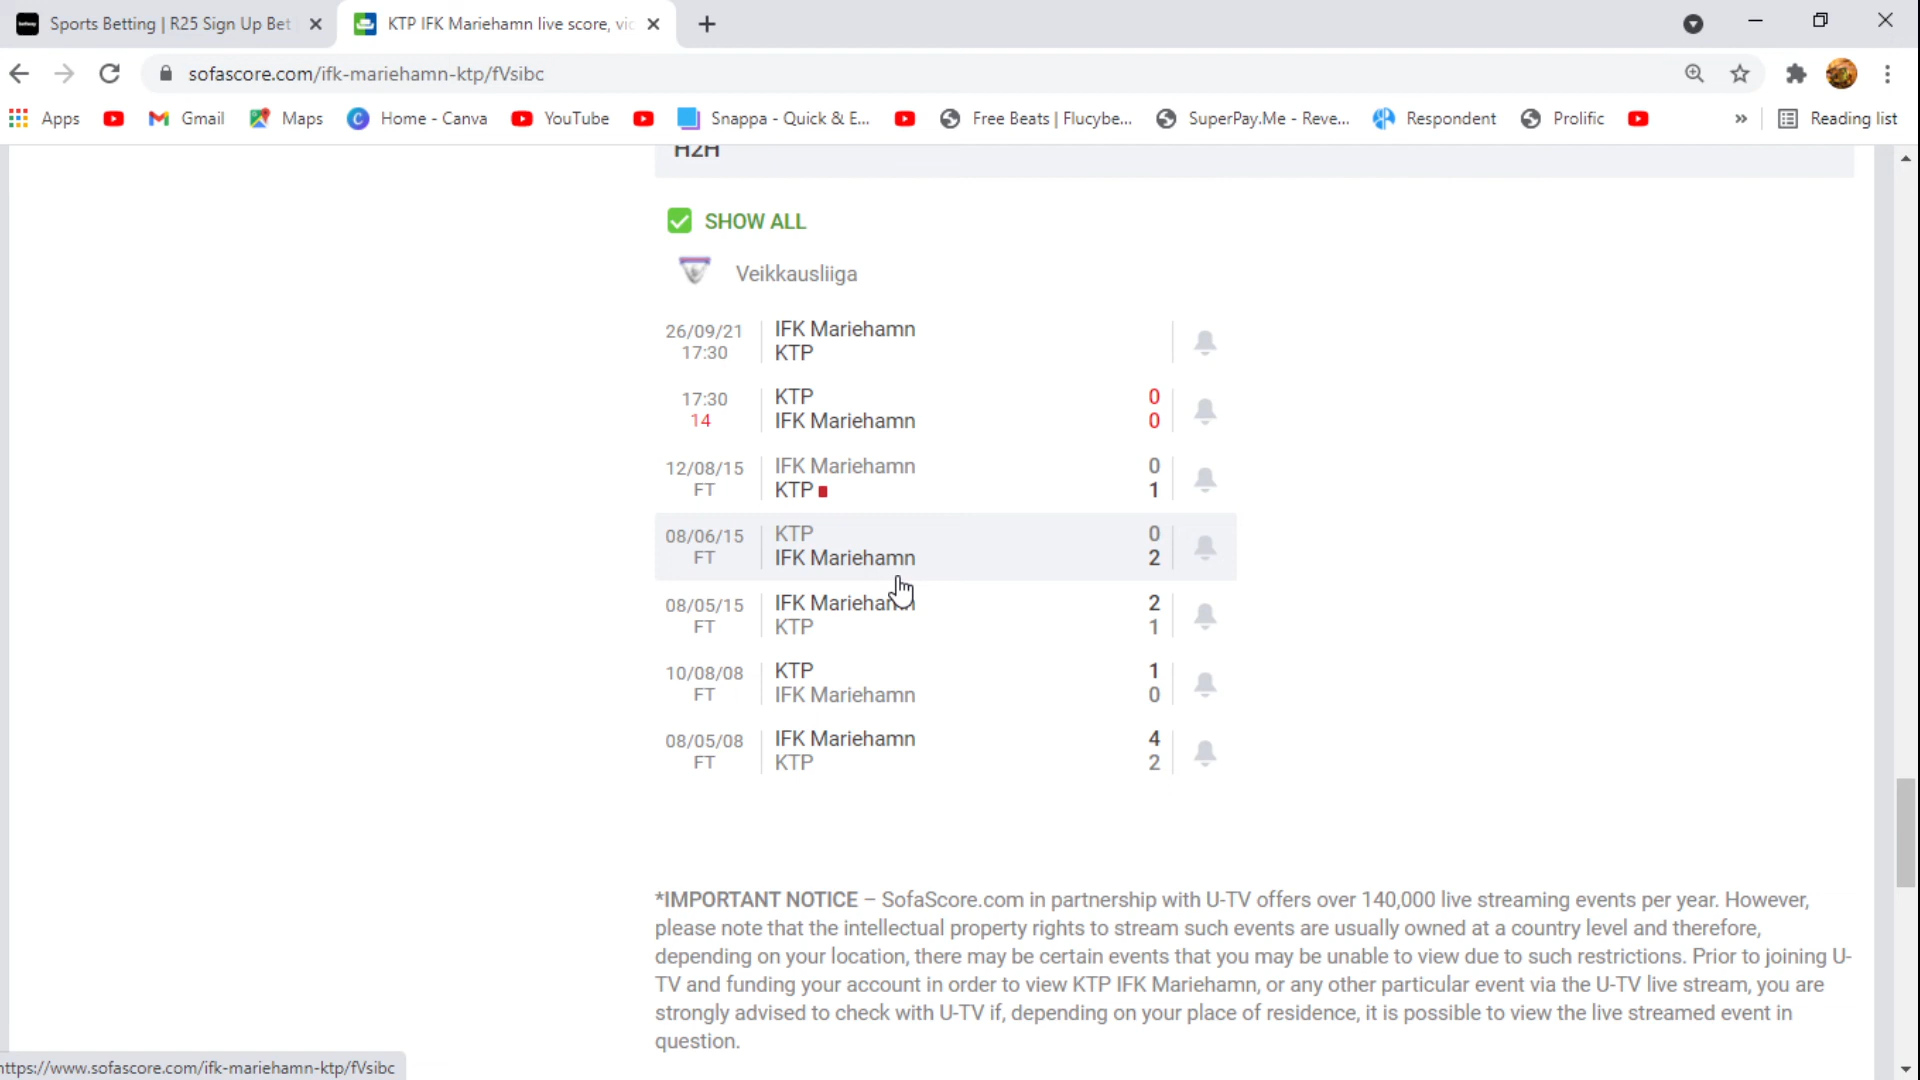 Sports Betting | R25 Sign Up Bet
KTP IFK Mariehamn live score, vi
sofascore.com/ifk-mariehamn-ktp/fVsibc
Apps
Gmail
Maps
Home - Canva
YouTube
Snappa - Quick & E...
Free Beats | Flucybe...
SuperPay.Me - Reve...
Respondent
Prolific
»
Reading list
H2H
SHOW ALL
Veikkausliiga
26/09/21 IFK Mariehamn
17:30 KTP
17:30 KTP 0
14 IFK Mariehamn 0
12/08/15 IFK Mariehamn 0
FT KTP 1
08/06/15 KTP 0
FT IFK Mariehamn 2
08/05/15 IFK Mariehamn 2
FT KTP 1
10/08/08 KTP 1
FT IFK Mariehamn 0
08/05/08 IFK Mariehamn 4
FT KTP 2
*IMPORTANT NOTICE – SofaScore.com in partnership with U-TV offers over 140,000 live streaming events per year. However,
please note that the intellectual property rights to stream such events are usually owned at a country level and therefore,
depending on your location, there may be certain events that you may be unable to view due to such restrictions. Prior to joining U-
TV and funding your account in order to view KTP IFK Mariehamn, or any other particular event via the U-TV live stream, you are
strongly advised to check with U-TV if, depending on your place of residence, it is possible to view the live streamed event in
question.
ttps://www.sofascore.com/ifk-mariehamn-ktp/fVsibc